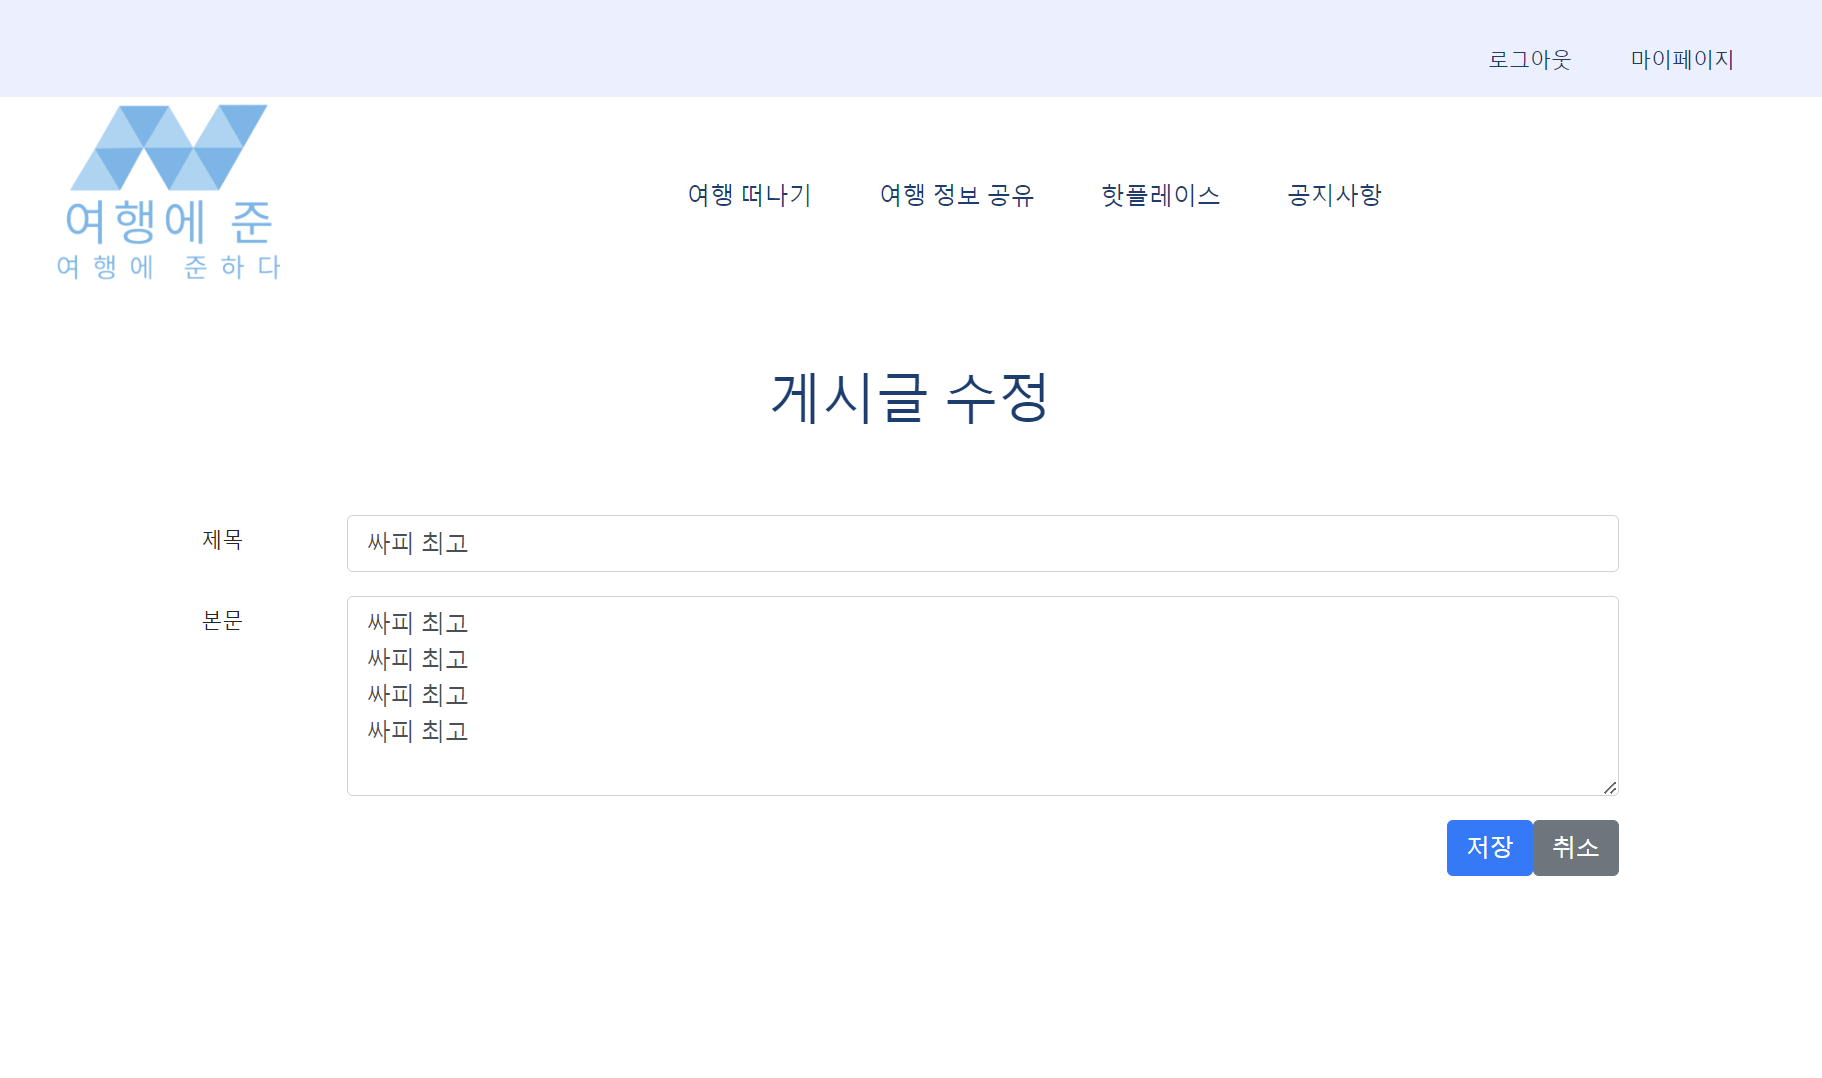 로그아웃 마이페이지
여행에 준
여행에 준하다
여행 떠나기 여행 정보 공유 핫플레이스 공지사항
게시글 수정
제목 싸피 최고
본문 싸피 최고
싸피 최고
싸피 최고
싸피 최고
저장 취소